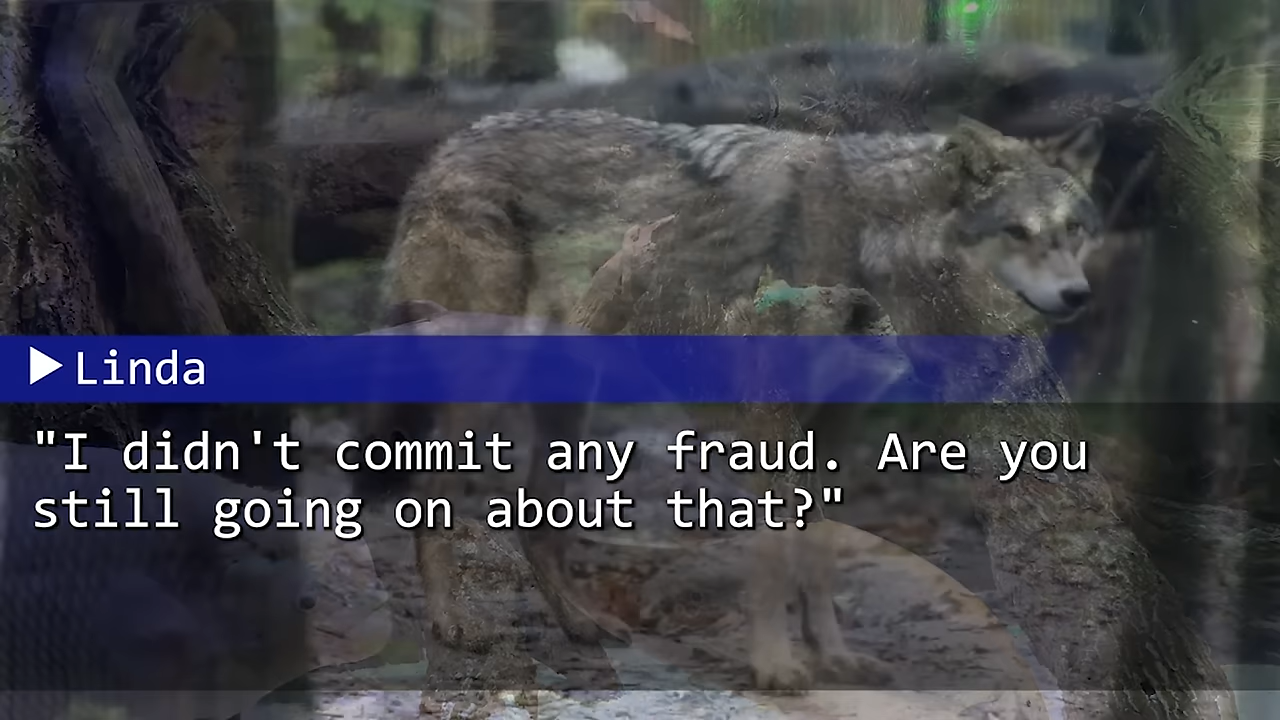 Linda
"I didn't commit any fraud. Are you
still going on about that?"